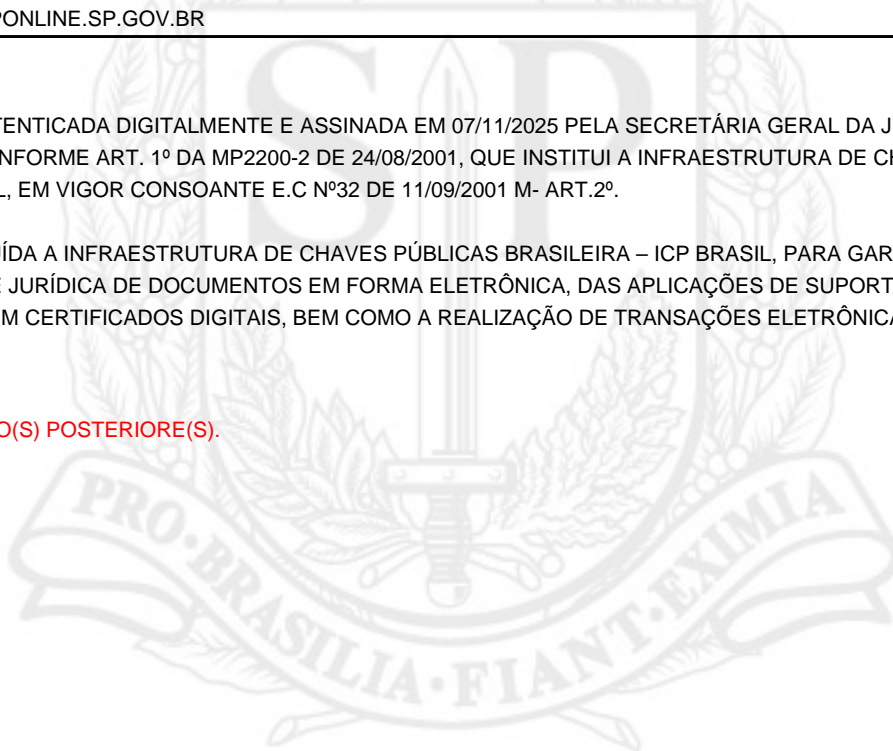 PONLINE.SP.GOV.BR
TENTICADA DIGITALMENTE E ASSINADA EM 07/11/2025 PELA SECRETÁRIA GERAL DA J
NFORME ART. 1º DA MP2200-2 DE 24/08/2001, QUE INSTITUI A INFRAESTRUTURA DE CH
L, EM VIGOR CONSOANTE E.C Nº32 DE 11/09/2001 M- ART.2º.
UÍDA A INFRAESTRUTURA DE CHAVES PÚBLICAS BRASILEIRA – ICP BRASIL, PARA GAR
E JURÍDICA DE DOCUMENTOS EM FORMA ELETRÔNICA, DAS APLICAÇÕES DE SUPORT
EM CERTIFICADOS DIGITAIS, BEM COMO A REALIZAÇÃO DE TRANSAÇÕES ELETRÔNICA
O(S) POSTERIORE(S).
SP
PRO·BRASILIA·FIANT·EXIMIA